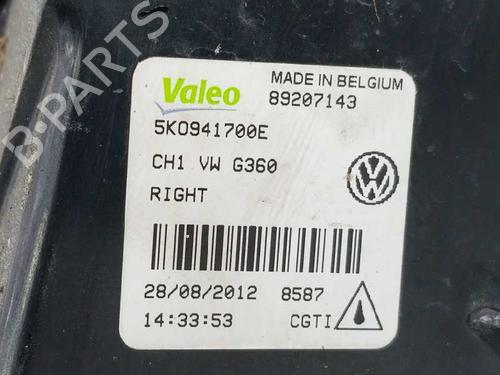 B-PARTS
Valeo
MADE IN BELGIUM
89207143
5K0941700E
CH1 VW G360
RIGHT
28/08/2012 8587
14:33:53 CGTI